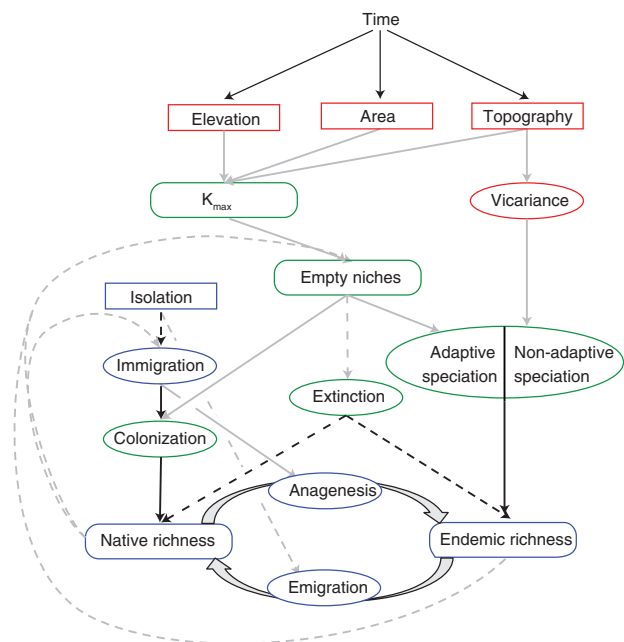 Time
Elevation
Area
Topography
Kmax
Vicariance
Empty niches
Isolation
Immigration
Adaptive
speciation
Non-adaptive
speciation
Extinction
Colonization
Anagenesis
Native richness
Endemic richness
Emigration